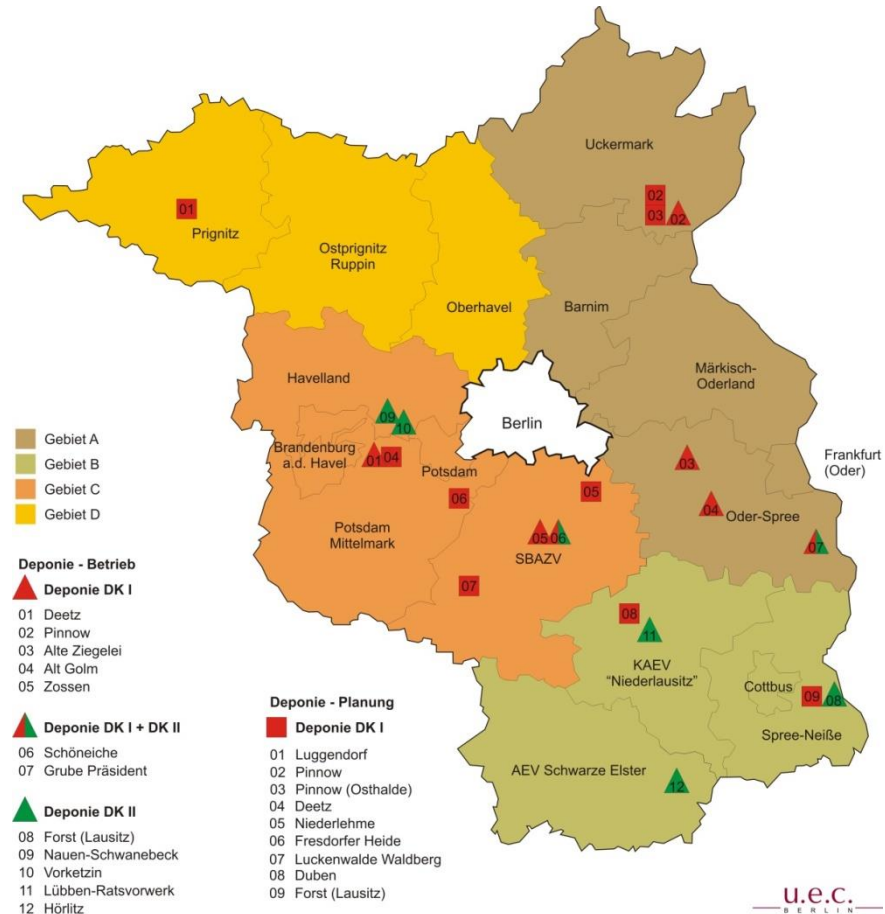 Uckermark
02
03
02
01
Prignitz
Ostprignitz
Ruppin
Oberhavel
Barnim
Märkisch-
Oderland
Havelland
09
10
Berlin
Brandenburg
a.d. Havel
01
04
Potsdam
06
05
03
Frankfurt
(Oder)
04
Oder-Spree
07
Potsdam
Mittelmark
05
06
SBAZV
07
08
11
KAEV
"Niederlausitz"
Cottbus
09
08
Spree-Neiße
AEV Schwarze Elster
12
Gebiet A
Gebiet B
Gebiet C
Gebiet D
Deponie - Betrieb
Deponie DK I
01 Deetz
02 Pinnow
03 Alte Ziegelei
04 Alt Golm
05 Zossen
Deponie DK I + DK II
06 Schöneiche
07 Grube Präsident
Deponie DK II
08 Forst (Lausitz)
09 Nauen-Schwanebeck
10 Vorketzin
11 Lübben-Ratsvorwerk
12 Hörlitz
Deponie - Planung
Deponie DK I
01 Luggendorf
02 Pinnow
03 Pinnow (Osthalde)
04 Deetz
05 Niederlehme
06 Fresdorfer Heide
07 Luckenwalde Waldberg
08 Duben
09 Forst (Lausitz)
u.e.c.
BERLIN